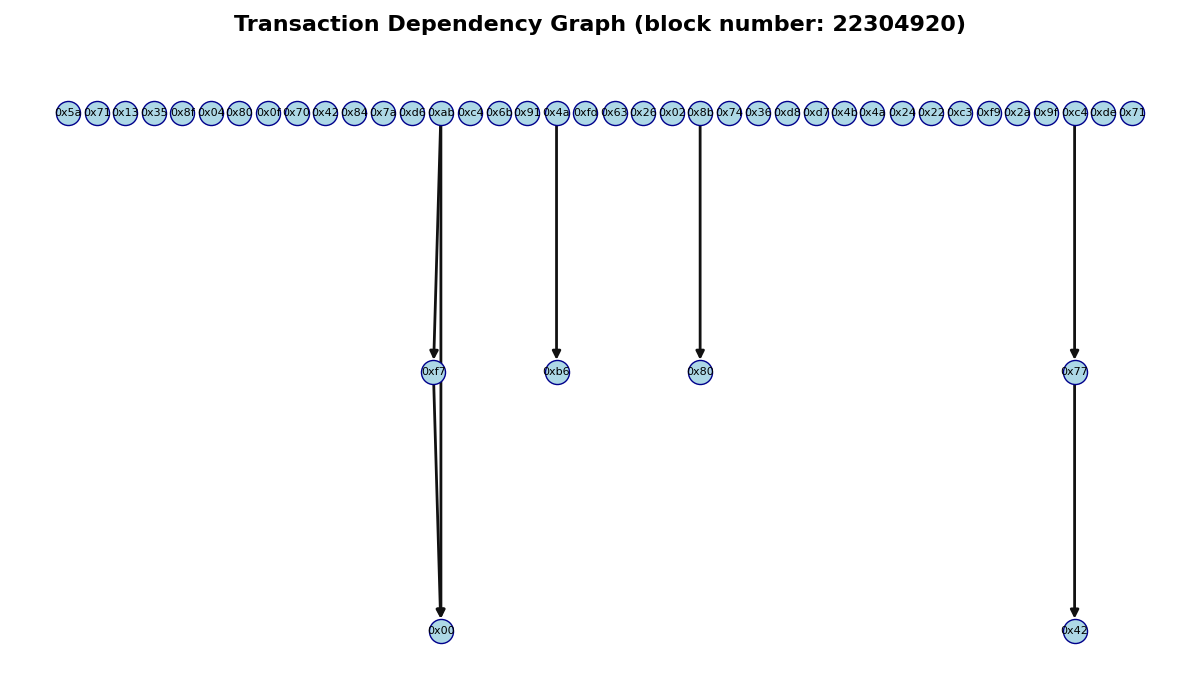 Transaction Dependency Graph (block number: 22304920)
0x5a 0x71 0x13 0x35 0x8f 0x04 0x80 0x0f 0x70 0x42 0x84 0x7a 0xd6 0xab 0xc4 0x6b 0x91 0x4a 0xfd 0x63 0x26 0x02 0x8b 0x74 0x36 0xd8 0xd7 0x4b 0x4a 0x24 0x22 0xc3 0xf9 0x2a 0x9f 0xc4 0xde 0x71
0xf7 0xb6 0x80 0x77
0x00 0x42